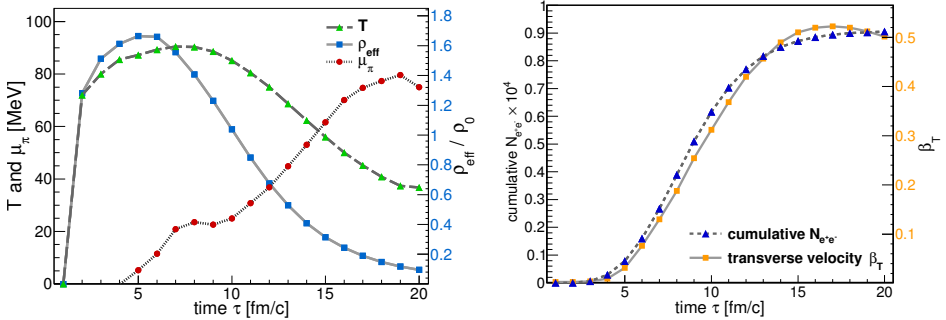 T and μπ [MeV]
100
80
60
40
20
0
T
ρeff
μπ
1.8
1.6
1.4
1.2
1
0.8
0.6
0.4
0.2
ρeff / ρ0
5 10 15 20
time τ [fm/c]
cumulative Ne+e- × 10^4
1
0.9
0.8
0.7
0.6
0.5
0.4
0.3
0.2
0.1
0
cumulative Ne+e-
transverse velocity βT
0.5
0.4
0.3
0.2
0.1
βT
0 5 10 15 20
time τ [fm/c]